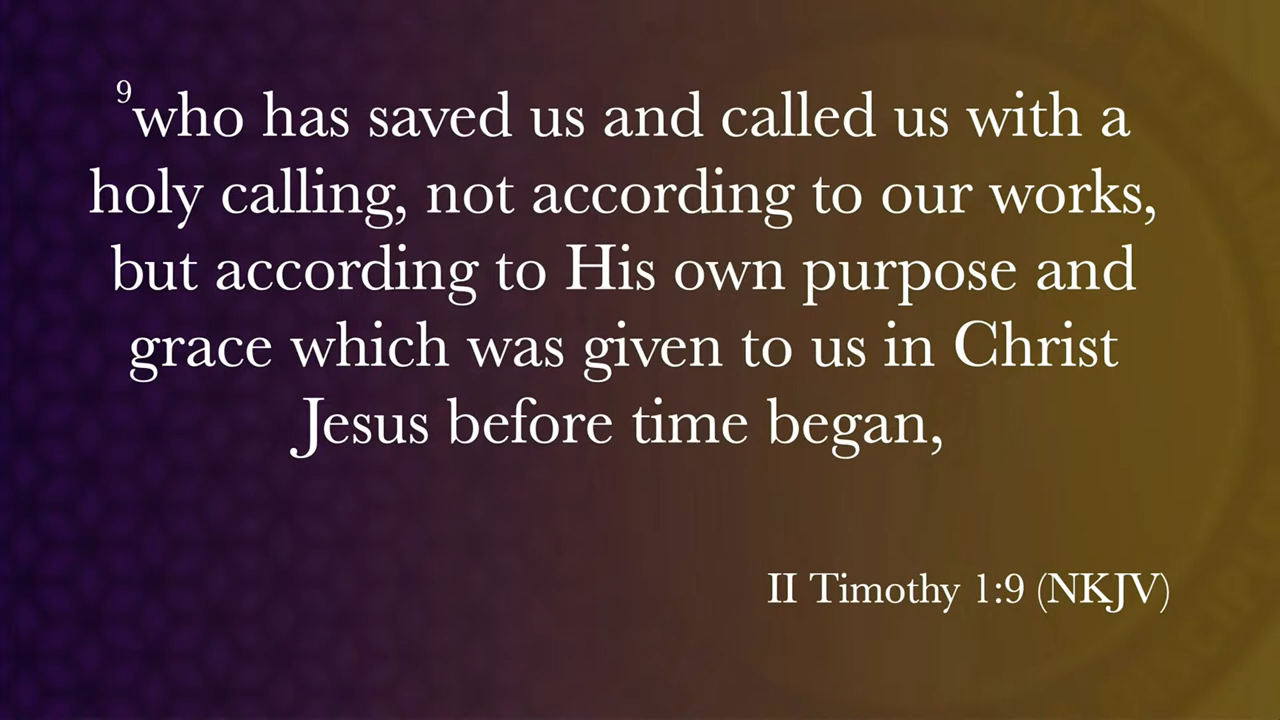 ⁹who has saved us and called us with a
holy calling, not according to our works,
but according to His own purpose and
grace which was given to us in Christ
Jesus before time began,
II Timothy 1:9 (NKJV)